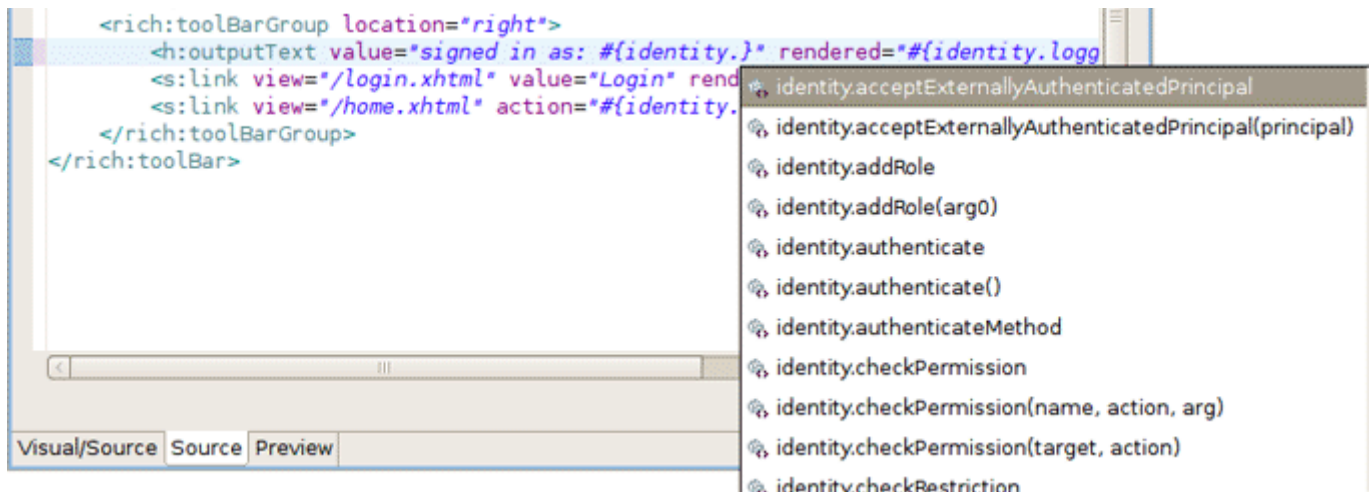 <rich:toolBarGroup location="right">
<h:outputText value="signed in as: #{identity.}" rendered="#{identity.logg
<s:link view="/login.xhtml" value="Login" rend
<s:link view="/home.xhtml" action="#{identity.
</rich:toolBarGroup>
</rich:toolBar>
identity.acceptExternallyAuthenticatedPrincipal
identity.acceptExternallyAuthenticatedPrincipal(principal)
identity.addRole
identity.addRole(arg0)
identity.authenticate
identity.authenticate()
identity.authenticateMethod
identity.checkPermission
identity.checkPermission(name, action, arg)
identity.checkPermission(target, action)
identity.checkRestriction
Visual/Source Source Preview